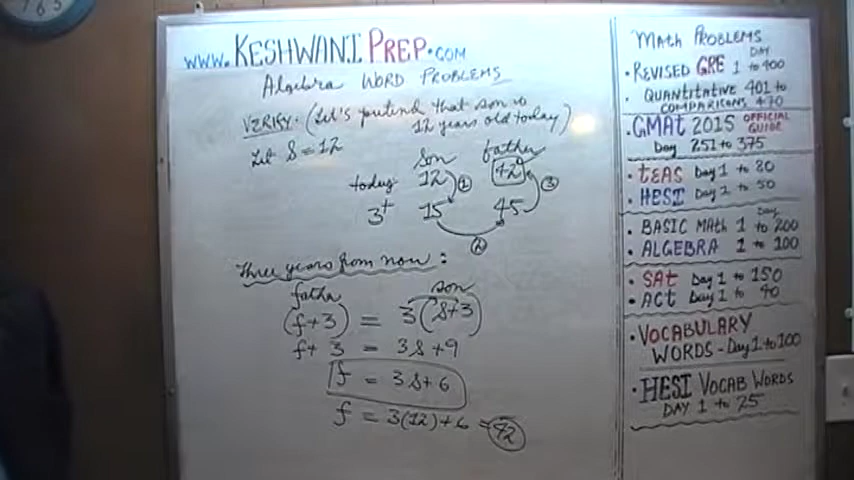 www.KESHWANI PREP.COM
Algebra WORD PROBLEMS
VERIFY: (Let's pretend that son is
12 years old today)
Let S = 12
son father
today 12 ① 42 ③
3+ 15 45
②
Three years from now:
father son
(f+3) = 3(S+3)
f+ 3 = 3S+9
f = 3S+6
f = 3(12)+6 = 42
MATH PROBLEMS
DAY
• REVISED GRE 1 to 400
• QUANTITATIVE 401 to
COMPARISONS 470
• GMAT 2015 OFFICIAL
GUIDE
Day 251 to 375
• TEAS Day 1 to 80
• HESI Day 1 to 50
Day
• BASIC MATH 1 to 200
• ALGEBRA 1 to 100
• SAT Day 1 to 150
• ACT Day 1 to 40
• VOCABULARY
WORDS - Day 1 to 100
• HESI VOCAB WORDS
DAY 1 to 25